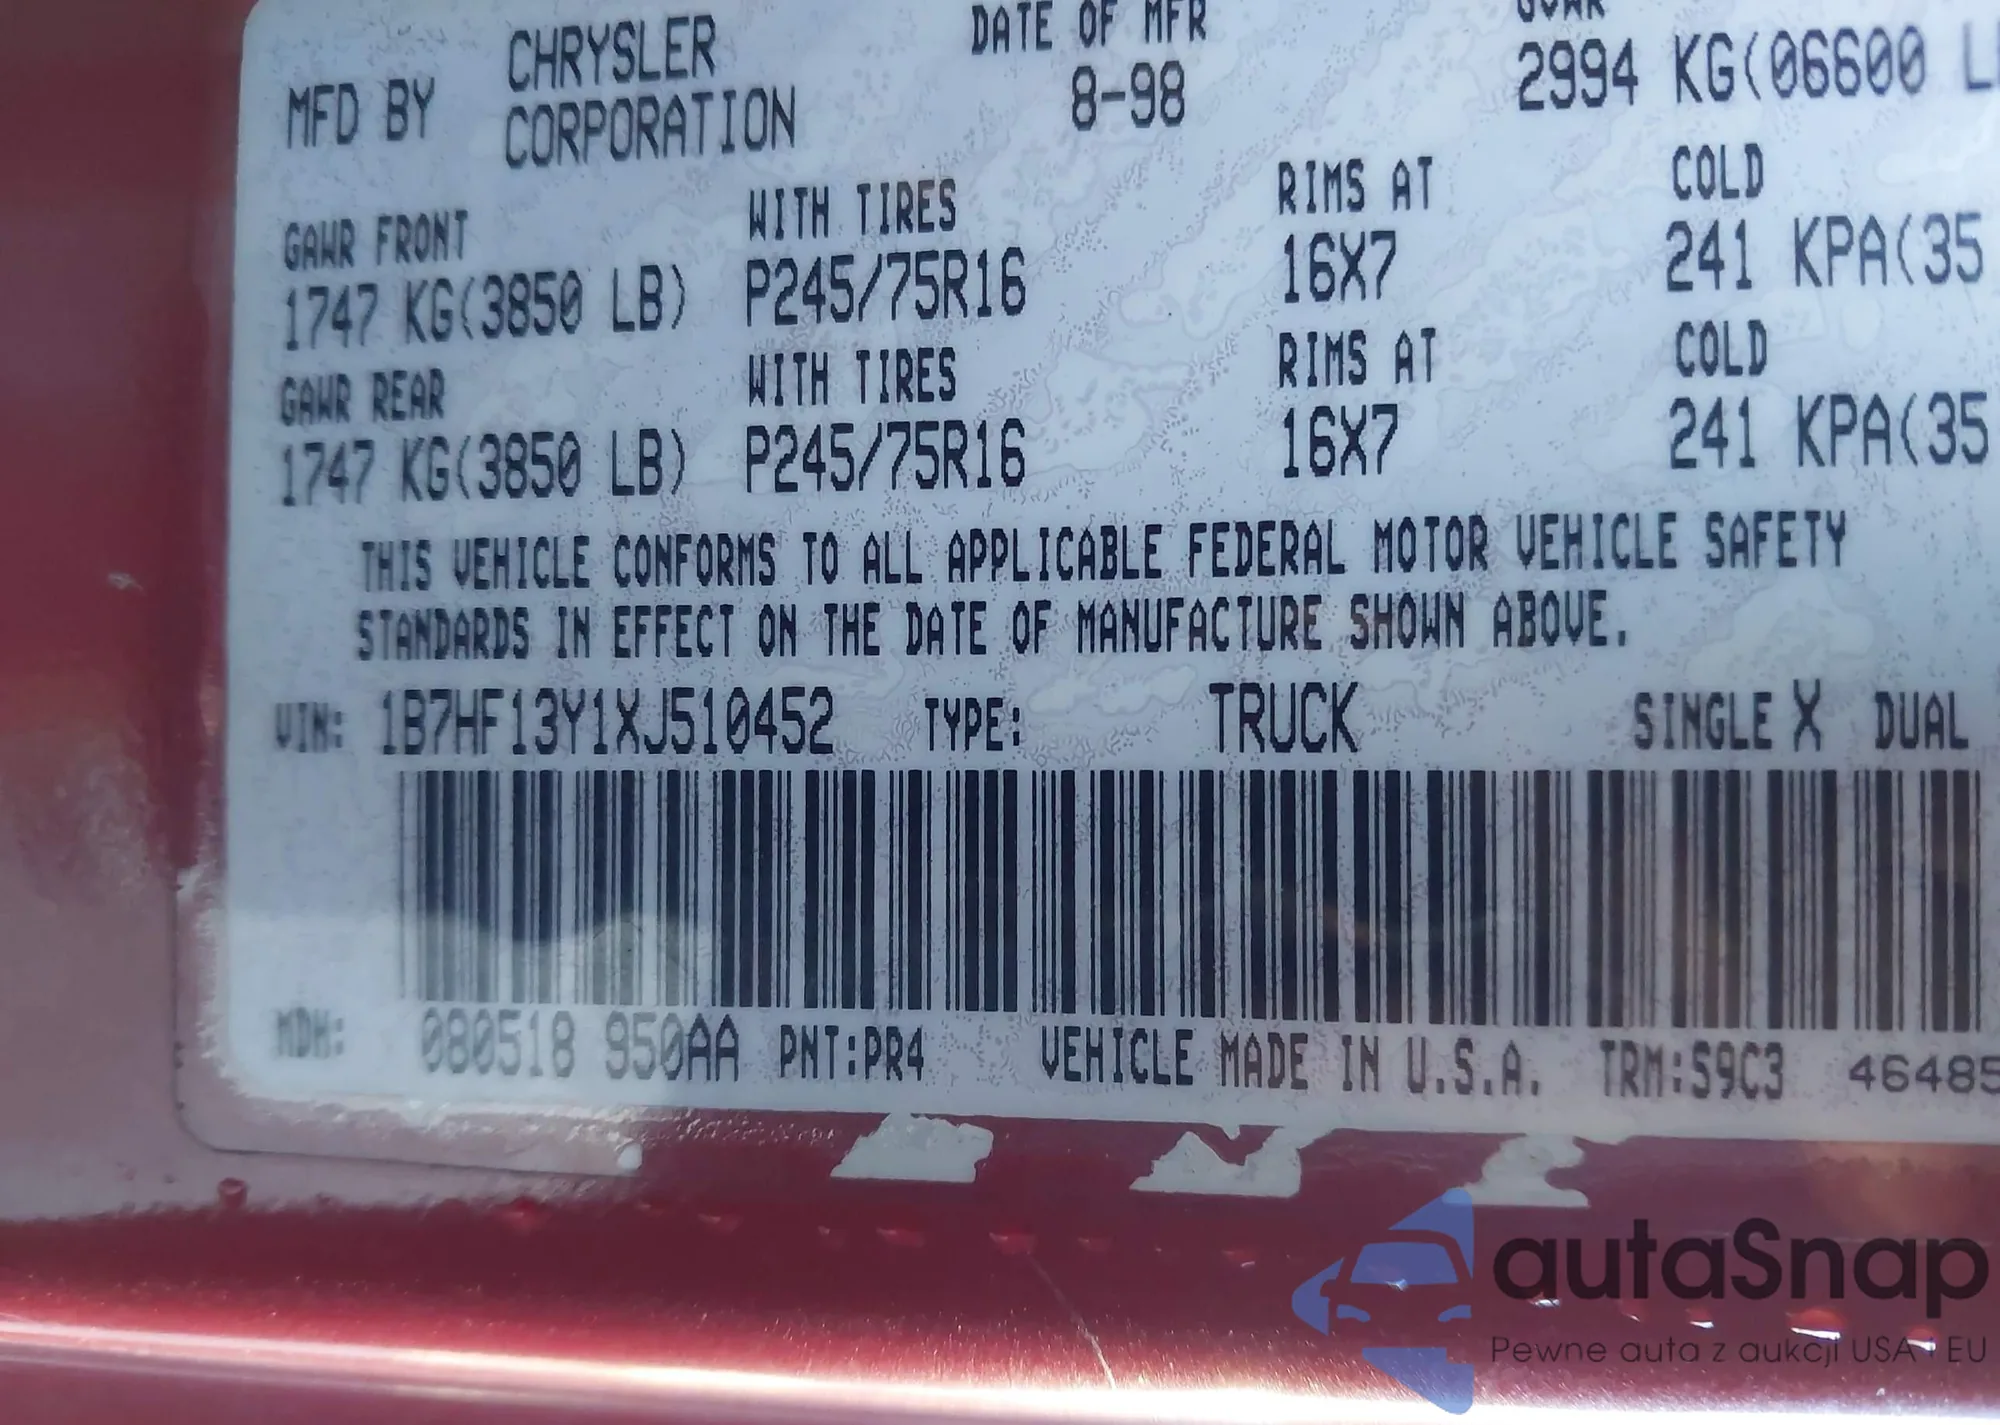 MFD BY CHRYSLER CORPORATION DATE OF MFR 8-98 GVWR 2994 KG(06600 L
GAWR FRONT WITH TIRES RIMS AT COLD
1747 KG(3850 LB) P245/75R16 16X7 241 KPA(35
GAWR REAR WITH TIRES RIMS AT COLD
1747 KG(3850 LB) P245/75R16 16X7 241 KPA(35
THIS VEHICLE CONFORMS TO ALL APPLICABLE FEDERAL MOTOR VEHICLE SAFETY
STANDARDS IN EFFECT ON THE DATE OF MANUFACTURE SHOWN ABOVE.
VIN: 1B7HF13Y1XJ510452 TYPE: TRUCK SINGLE X DUAL
MDH: 080518 950AA PNT:PR4 VEHICLE MADE IN U.S.A. TRM:S9C3 46485
autaSnap
Pewne auta z aukcji USA i EU